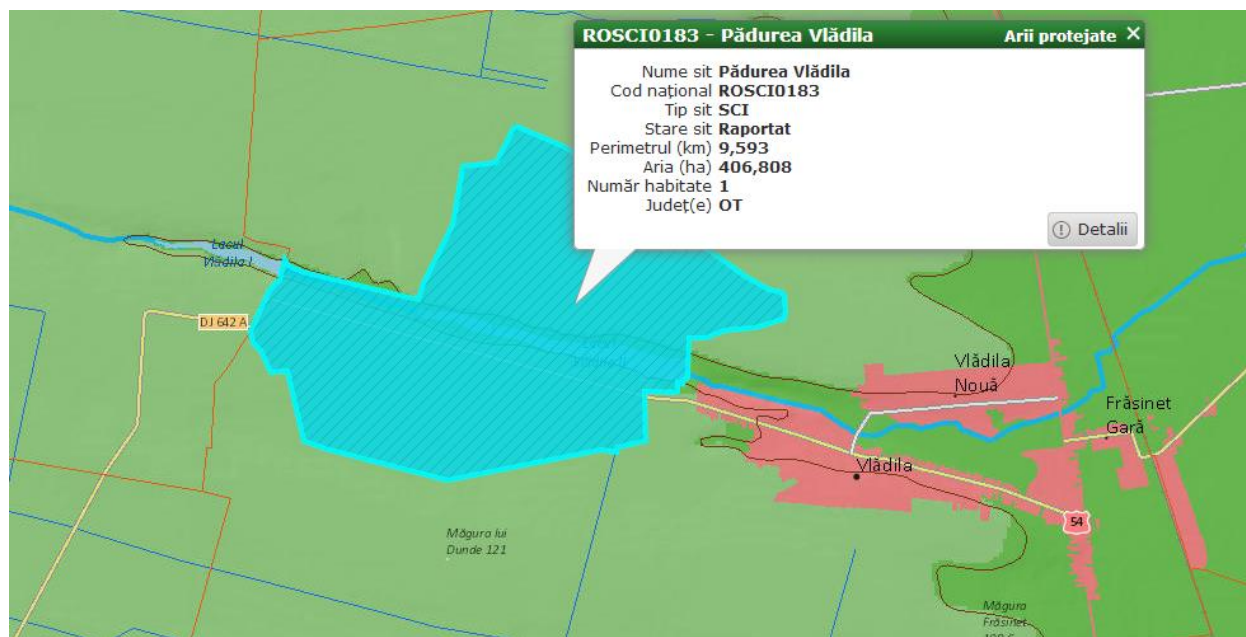 ROSCI0183 - Pădurea Vlădila Arii protejate ×
Nume sit Pădurea Vlădila
Cod național ROSCI0183
Tip sit SCI
Stare sit Raportat
Perimetrul (km) 9,593
Aria (ha) 406,808
Număr habitate 1
Județ(e) OT
Detalii
Lacul
Vlădila I
DJ 642 A
Vlădila
Nouă
Frăsinet
Gară
Vlădila
54
Măgura lui
Dunde 121
Măgura
Frăsinet